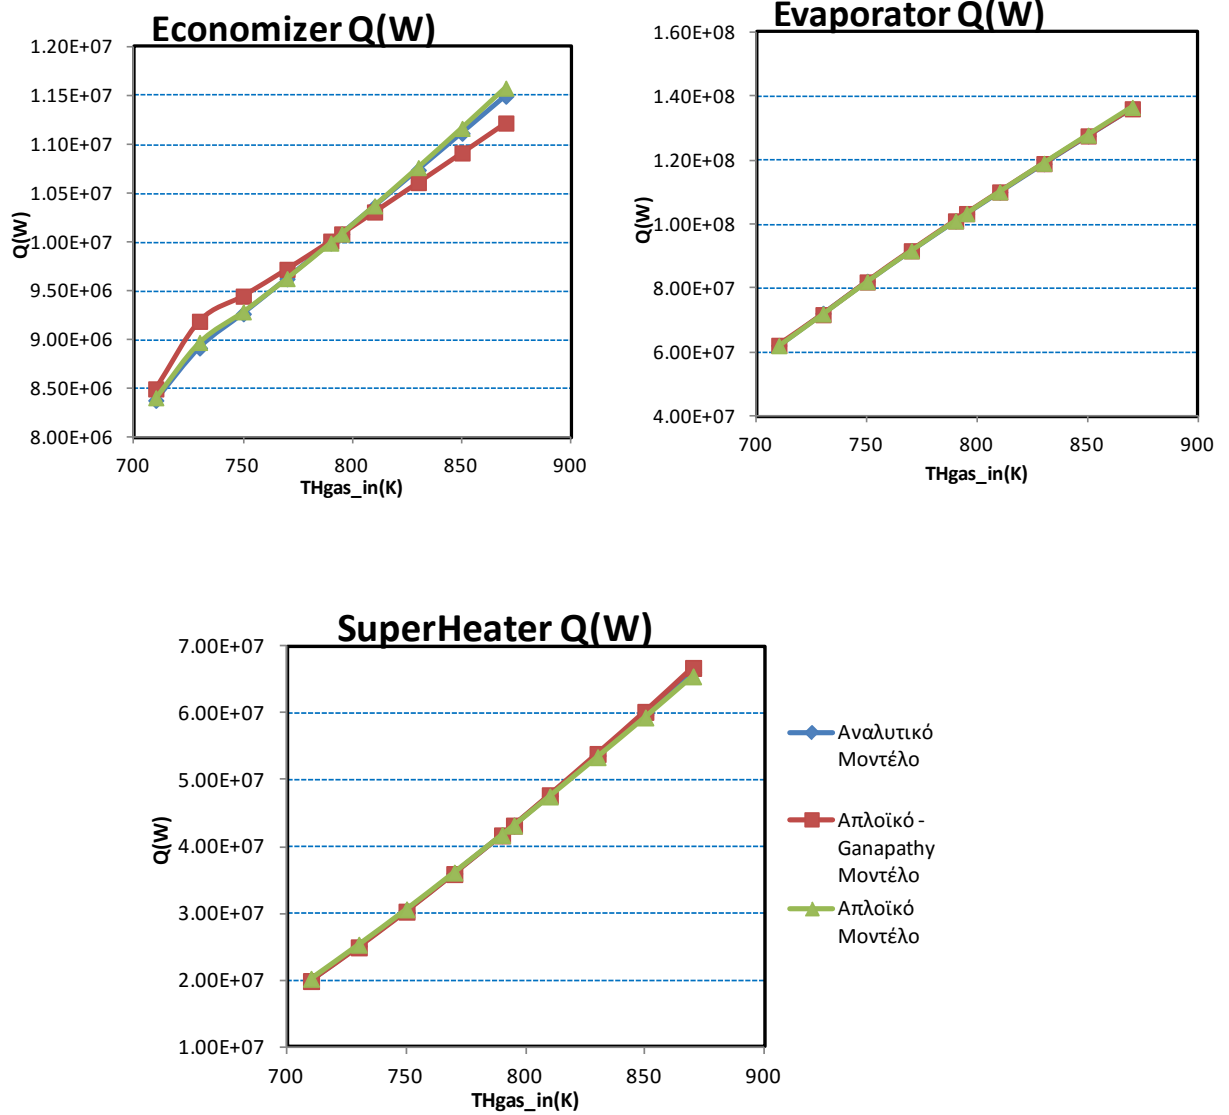 Economizer Q(W)
1.20E+07
1.15E+07
1.10E+07
1.05E+07
1.00E+07
9.50E+06
9.00E+06
8.50E+06
8.00E+06
Q(W)
700
750
800
850
900
THgas_in(K)
Evaporator Q(W)
1.60E+08
1.40E+08
1.20E+08
1.00E+08
8.00E+07
6.00E+07
4.00E+07
Q(W)
700
750
800
850
900
THgas_in(K)
SuperHeater Q(W)
7.00E+07
6.00E+07
5.00E+07
4.00E+07
3.00E+07
2.00E+07
1.00E+07
Q(W)
700
750
800
850
900
THgas_in(K)
Αναλυτικό
Μοντέλο
Απλοϊκό -
Ganapathy
Μοντέλο
Απλοϊκό
Μοντέλο